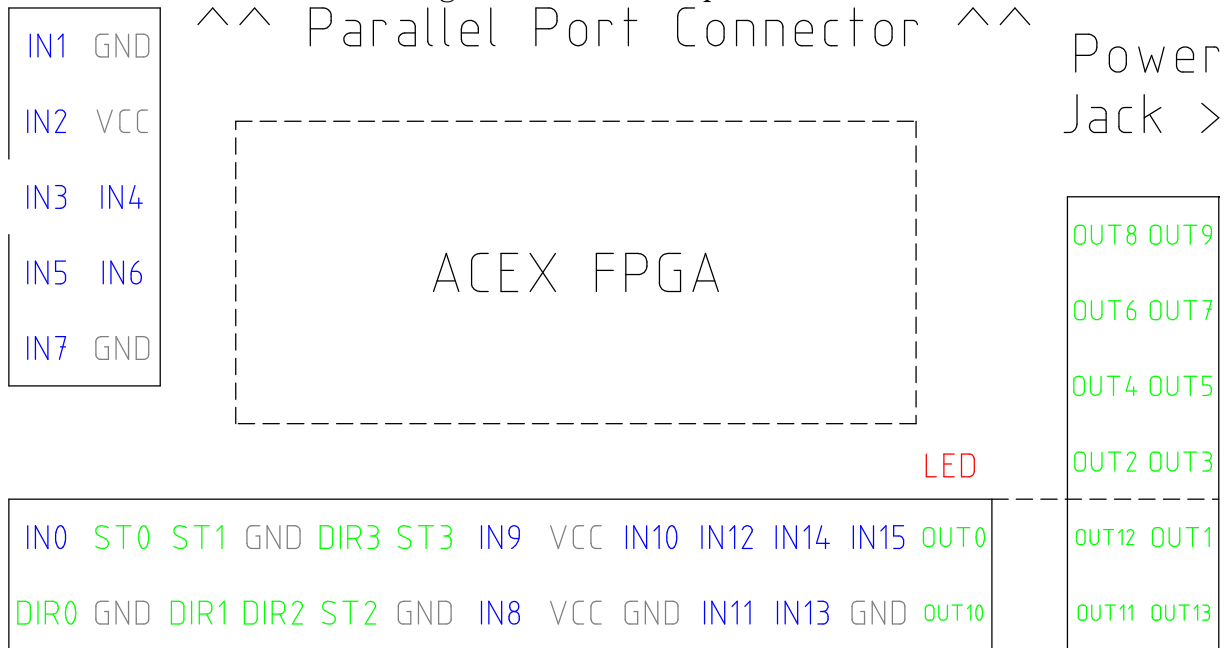 ^^ Parallel Port Connector ^^
Power
Jack >
IN1 GND
IN2 VCC
IN3 IN4
IN5 IN6
IN7 GND
ACEX FPGA
OUT8 OUT9
OUT6 OUT7
OUT4 OUT5
OUT2 OUT3
OUT12 OUT1
OUT11 OUT13
LED
IN0 ST0 ST1 GND DIR3 ST3 IN9 VCC IN10 IN12 IN14 IN15 OUT0
DIR0 GND DIR1 DIR2 ST2 GND IN8 VCC GND IN11 IN13 GND OUT10